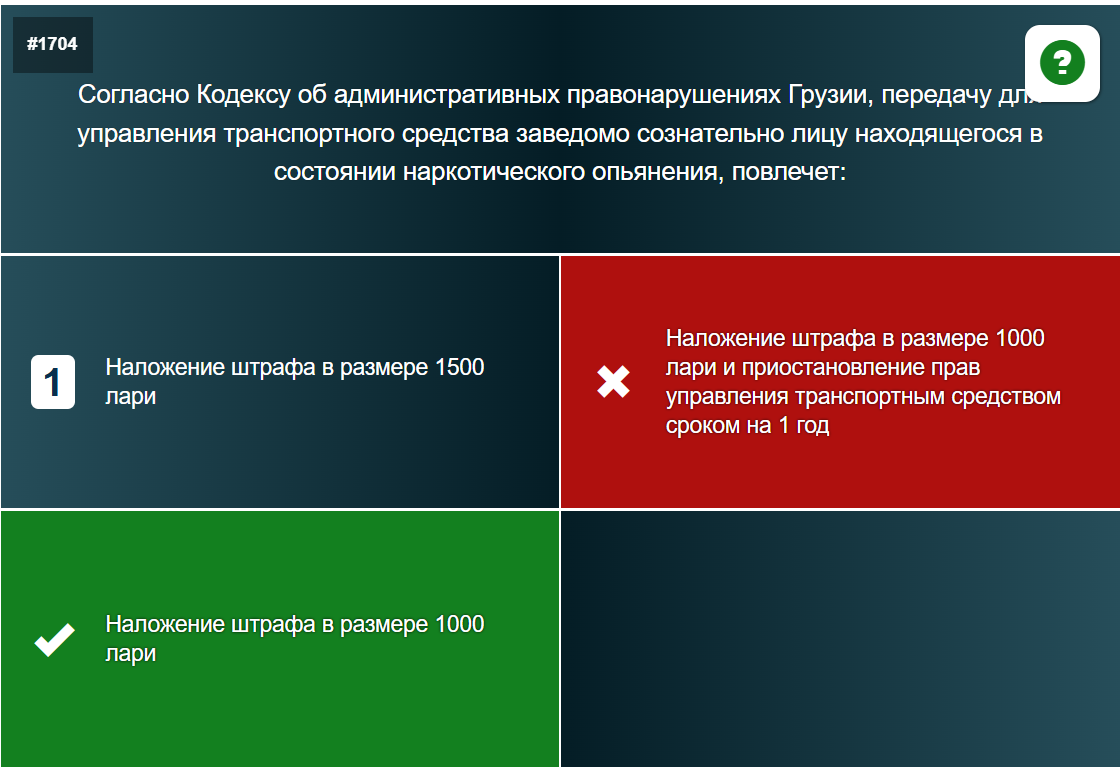 #1704
?
Согласно Кодексу об административных правонарушениях Грузии, передачу для
управления транспортного средства заведомо сознательно лицу находящегося в
состоянии наркотического опьянения, повлечет:
1
Наложение штрафа в размере 1500
лари
Наложение штрафа в размере 1000
лари и приостановление прав
управления транспортным средством
сроком на 1 год
Наложение штрафа в размере 1000
лари